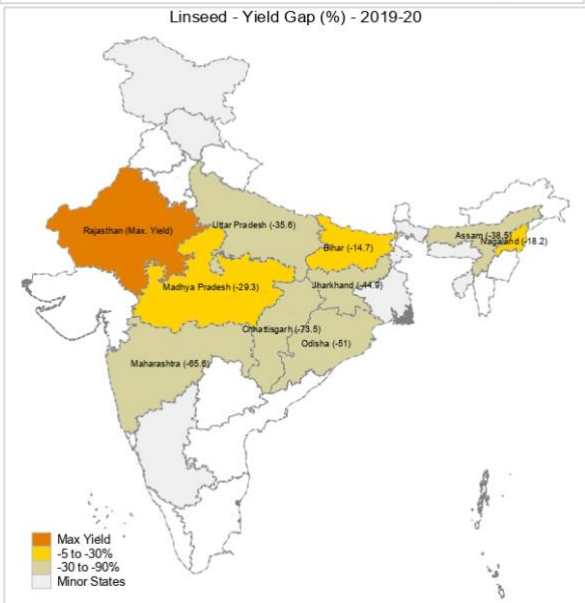 Linseed - Yield Gap (%) - 2019-20
Rajasthan (Max. Yield)
Uttar Pradesh (-35.6)
Bihar (-14.7)
Assam (-38.5)
Nagaland (-18.2)
Madhya Pradesh (-29.3)
Jharkhand (-44.9)
Chhattisgarh (-73.5)
Odisha (-51)
Maharashtra (-65.6)
Max Yield
-5 to -30%
-30 to -90%
Minor States